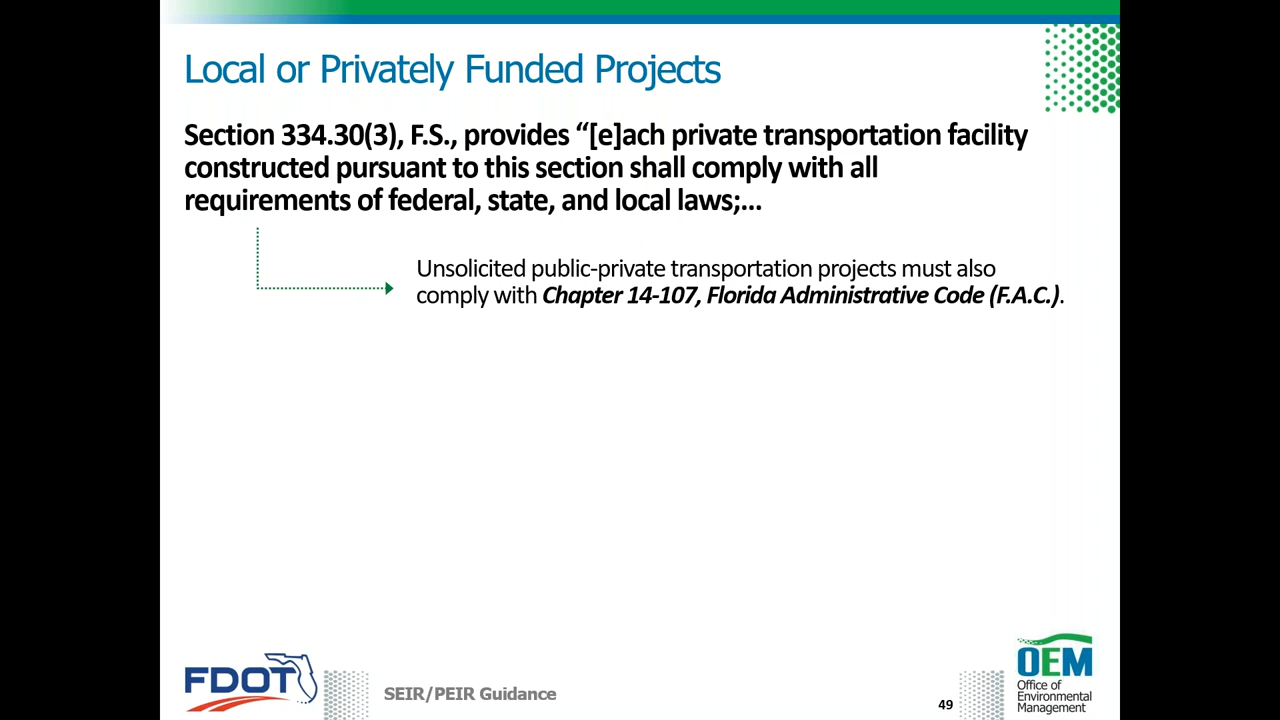 Local or Privately Funded Projects
Section 334.30(3), F.S., provides “[e]ach private transportation facility
constructed pursuant to this section shall comply with all
requirements of federal, state, and local laws;...
Unsolicited public-private transportation projects must also
comply with Chapter 14-107, Florida Administrative Code (F.A.C.).
FDOT
SEIR/PEIR Guidance
49
OEM
Office of
Environmental
Management